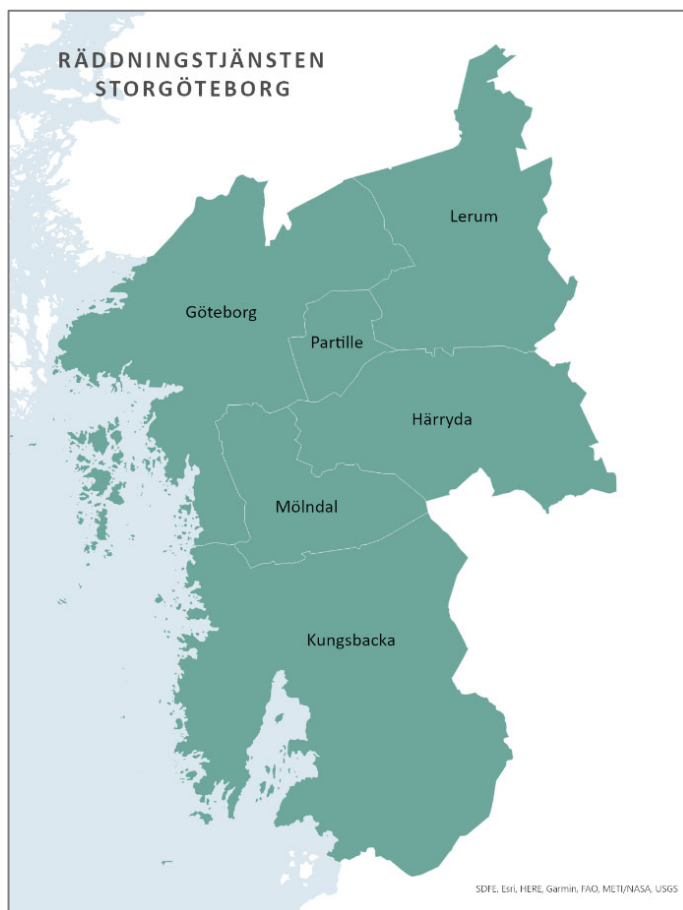 RÄDDNINGSTJÄNSTEN
STORGÖTEBORG
Lerum
Göteborg
Partille
Härryda
Mölndal
Kungsbacka
SDFE, Esri, HERE, Garmin, FAO, METI/NASA, USGS